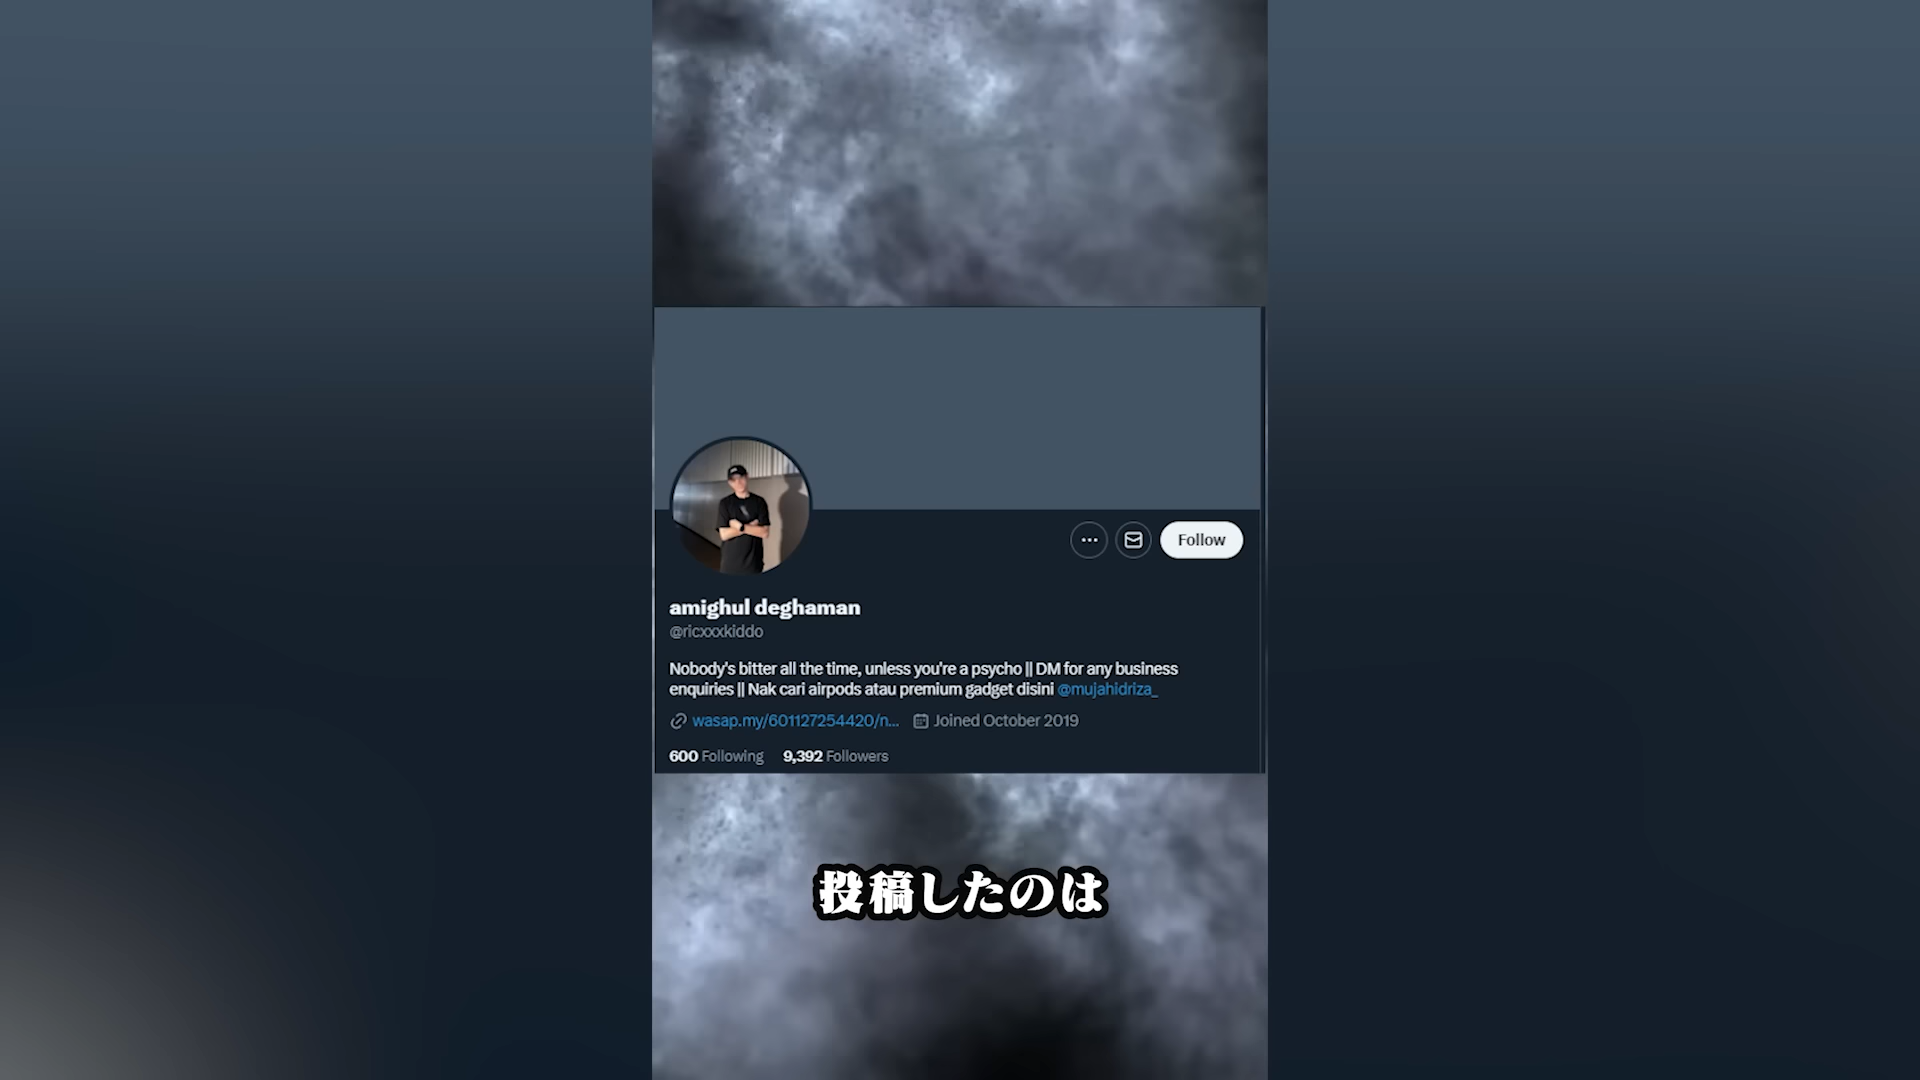 Follow
amighul deghaman
@ricxxxkiddo
Nobody's bitter all the time, unless you're a psycho || DM for any business
enquiries || Nak cari airpods atau premium gadget disini @mujahidriza_
wasap.my/601127254420/n... Joined October 2019
600 Following 9,392 Followers
投稿したのは